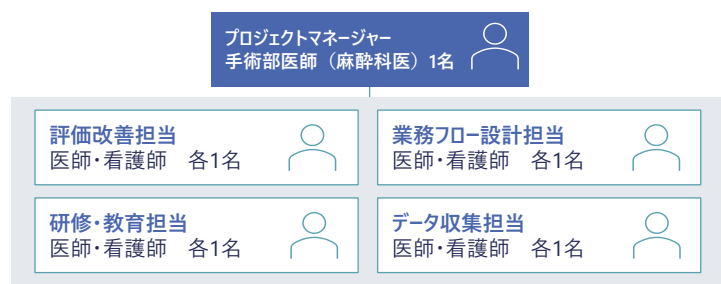 プロジェクトマネージャー
手術部医師（麻酔科医）1名
評価改善担当
医師・看護師　各1名
業務フロー設計担当
医師・看護師　各1名
研修・教育担当
医師・看護師　各1名
データ収集担当
医師・看護師　各1名